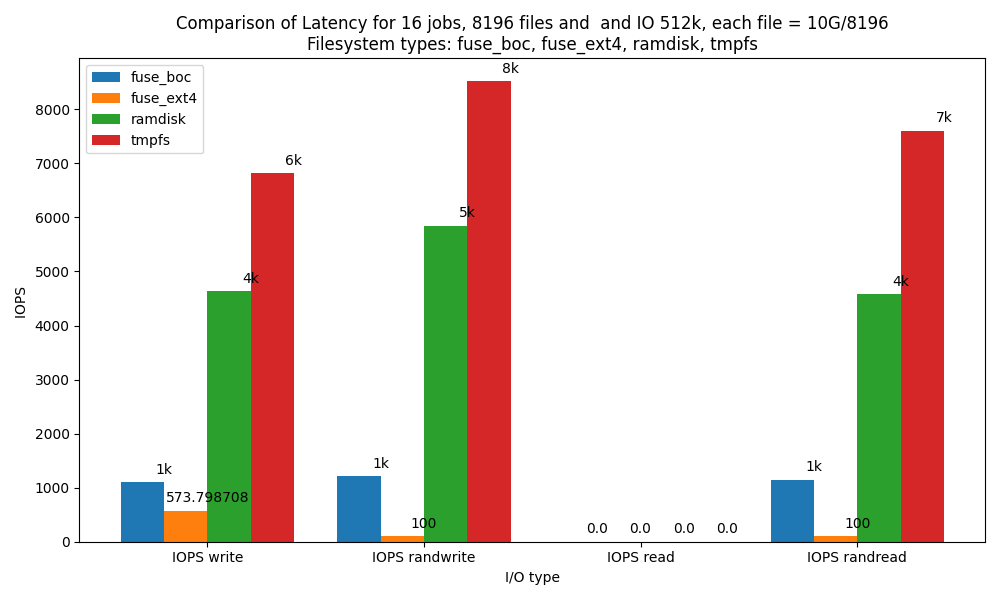 Comparison of Latency for 16 jobs, 8196 files and  and IO 512k, each file = 10G/8196
Filesystem types: fuse_boc, fuse_ext4, ramdisk, tmpfs
fuse_boc
fuse_ext4
ramdisk
tmpfs
IOPS
8000
7000
6000
5000
4000
3000
2000
1000
0
1k
573.798708
4k
6k
1k
100
5k
8k
0.0
0.0
0.0
0.0
1k
100
4k
7k
IOPS write
IOPS randwrite
IOPS read
IOPS randread
I/O type